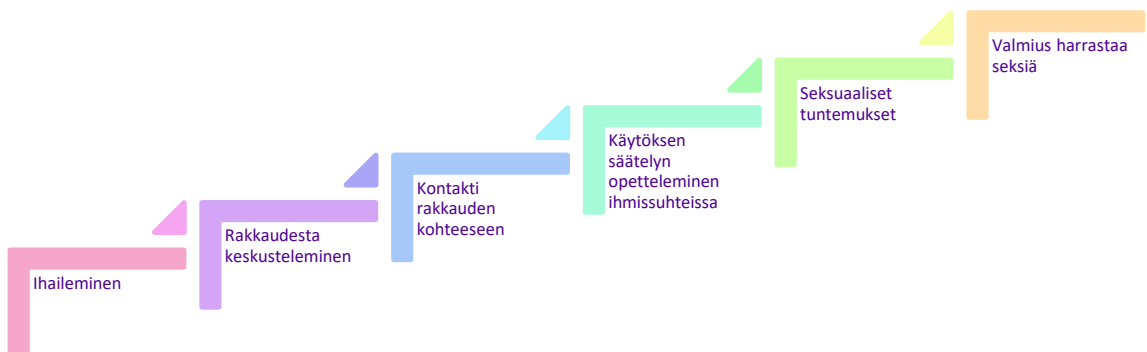 Ihaileminen
Rakkaudesta
keskusteleminen
Kontakti
rakkauden
kohteeseen
Käytöksen
säätelyn
opetteleminen
ihmissuhteissa
Seksuaaliset
tuntemukset
Valmius harrastaa
seksiä